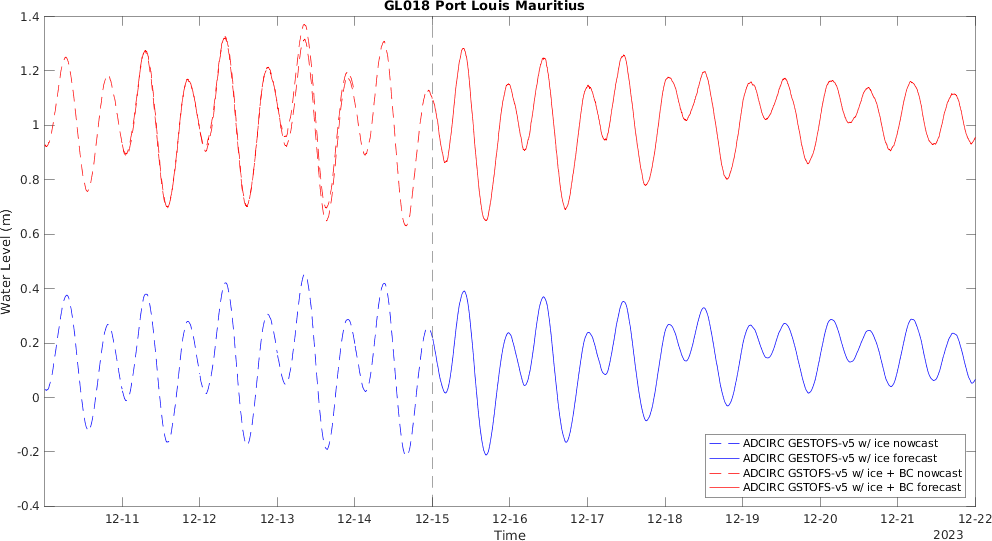 GL018 Port Louis Mauritius
Water Level (m)
1.4
1.2
1
0.8
0.6
0.4
0.2
0
-0.2
-0.4
ADCIRC GESTOFS-v5 w/ ice nowcast
ADCIRC GESTOFS-v5 w/ ice forecast
ADCIRC GSTOFS-v5 w/ ice + BC nowcast
ADCIRC GSTOFS-v5 w/ ice + BC forecast
12-11 12-12 12-13 12-14 12-15 12-16 12-17 12-18 12-19 12-20 12-21 12-22
Time
2023